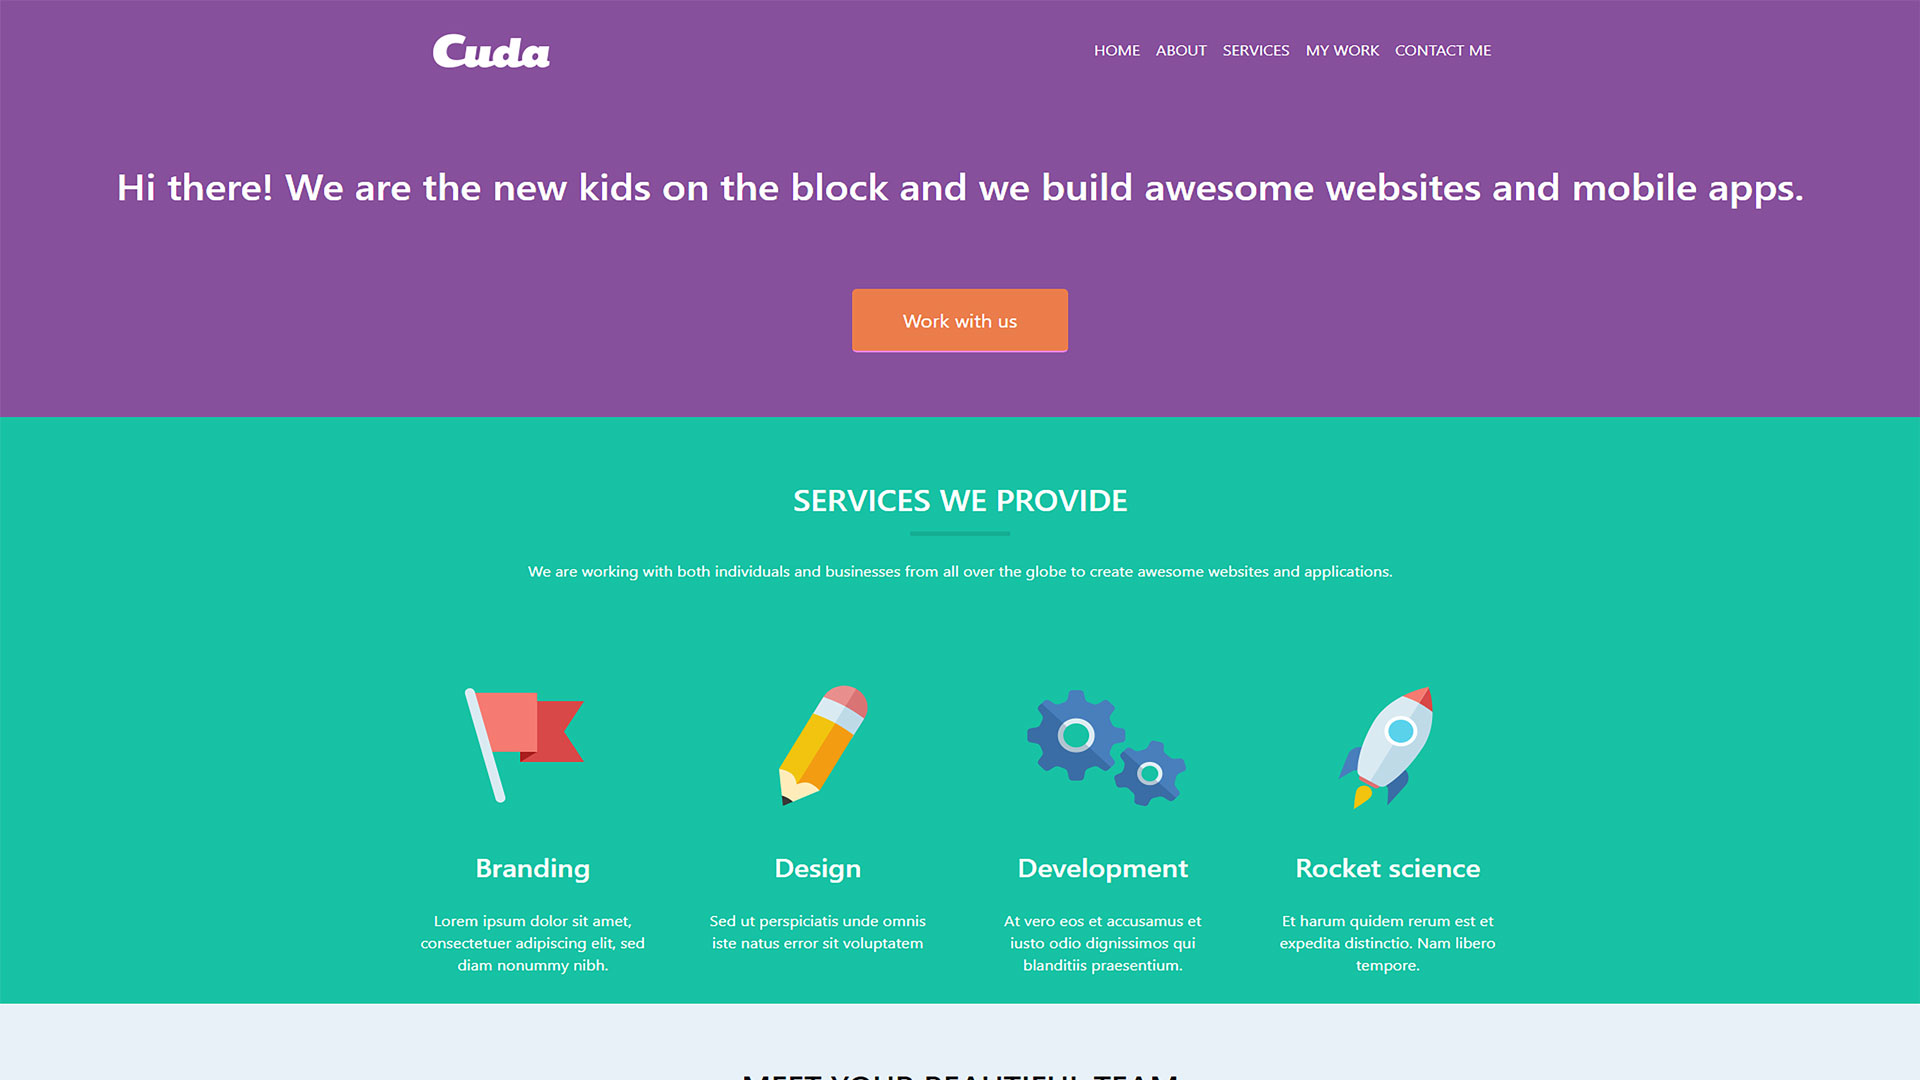 Cuda
HOME ABOUT SERVICES MY WORK CONTACT ME
Hi there! We are the new kids on the block and we build awesome websites and mobile apps.
Work with us
SERVICES WE PROVIDE
We are working with both individuals and businesses from all over the globe to create awesome websites and applications.
Branding
Lorem ipsum dolor sit amet,
consectetuer adipiscing elit, sed
diam nonummy nibh.
Design
Sed ut perspiciatis unde omnis
iste natus error sit voluptatem
Development
At vero eos et accusamus et
iusto odio dignissimos qui
blanditiis praesentium.
Rocket science
Et harum quidem rerum est et
expedita distinctio. Nam libero
tempore.
MEET YOUR BEAUTIFUL TEAM